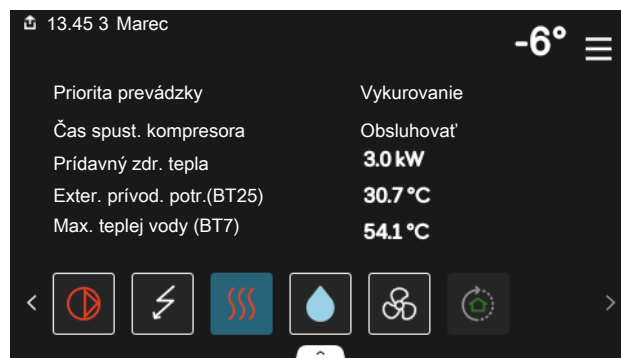 13.45 3 Marec
-6°
Priorita prevádzky Vykurovanie
Čas spust. kompresora Obsluhovať
Prídavný zdr. tepla 3.0 kW
Exter. prívod. potr.(BT25) 30.7 °C
Max. teplej vody (BT7) 54.1 °C